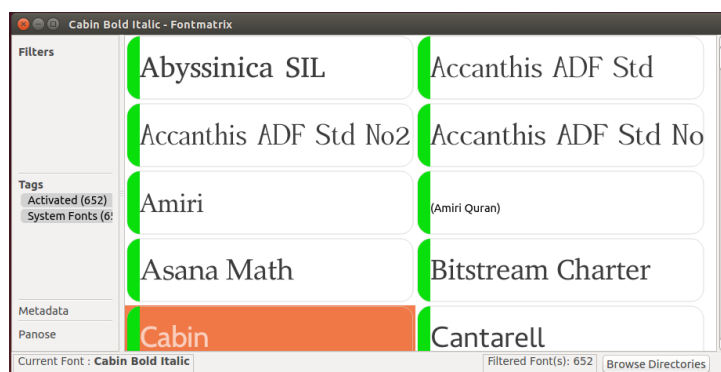 Cabin Bold Italic - Fontmatrix
Filters
Tags
Activated (652)
System Fonts (65
Metadata
Panose
Abyssinica SIL
Accanthis ADF Std
Accanthis ADF Std No2
Accanthis ADF Std No
Amiri
(Amiri Quran)
Asana Math
Bitstream Charter
Cabin
Cantarell
Current Font : Cabin Bold Italic
Filtered Font(s): 652
Browse Directories